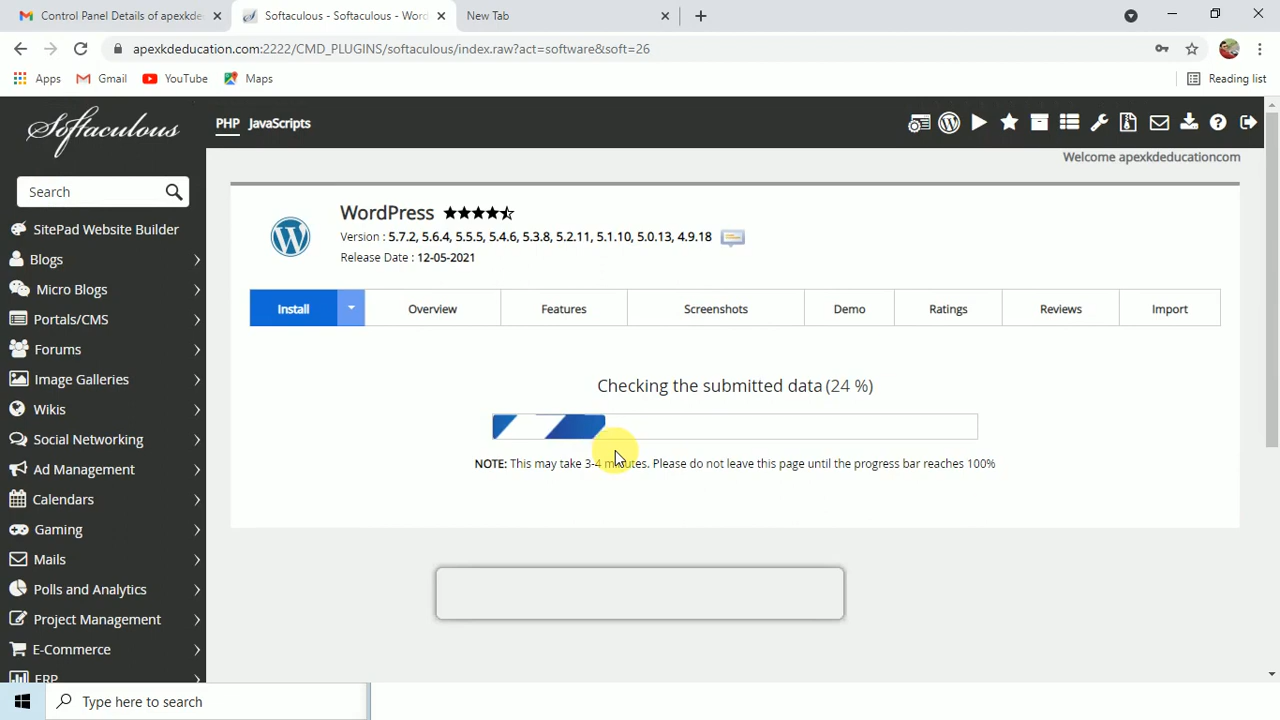 Control Panel Details of apexkde
Softaculous - Softaculous - Word
New Tab
apexkdeducation.com:2222/CMD_PLUGINS/softaculous/index.raw?act=software&soft=26
Apps
Gmail
YouTube
Maps
Reading list
Softaculous
PHP
JavaScripts
Welcome apexkdeducationcom
Search
SitePad Website Builder
Blogs
Micro Blogs
Portals/CMS
Forums
Image Galleries
Wikis
Social Networking
Ad Management
Calendars
Gaming
Mails
Polls and Analytics
Project Management
E-Commerce
ERP
WordPress
Version : 5.7.2, 5.6.4, 5.5.5, 5.4.6, 5.3.8, 5.2.11, 5.1.10, 5.0.13, 4.9.18
Release Date : 12-05-2021
Install
Overview
Features
Screenshots
Demo
Ratings
Reviews
Import
Checking the submitted data (24 %)
NOTE: This may take 3-4 minutes. Please do not leave this page until the progress bar reaches 100%
Type here to search